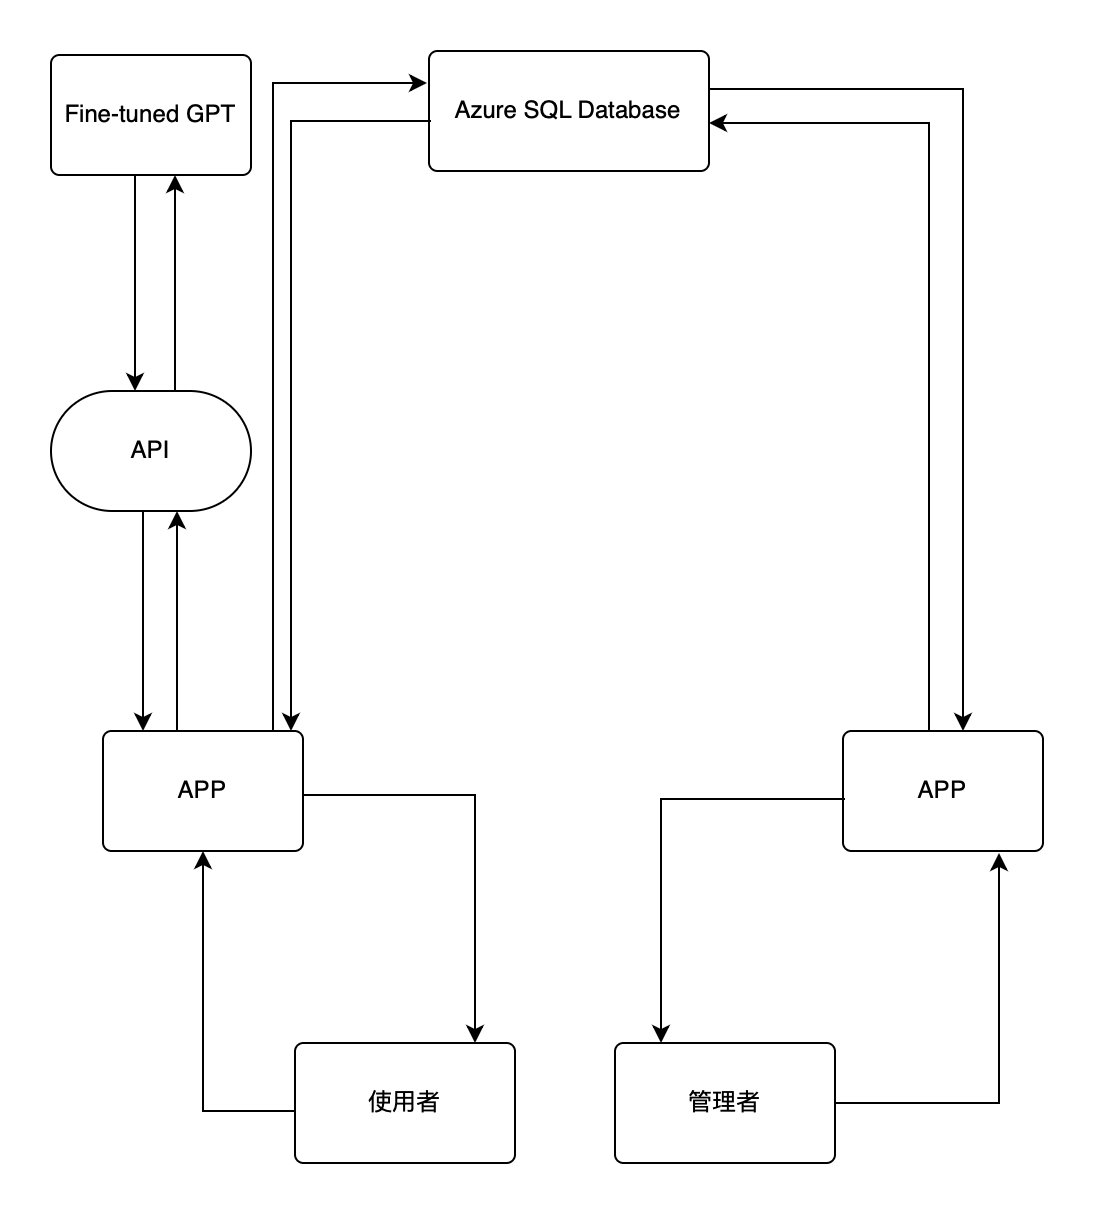 Fine-tuned GPT
Azure SQL Database
API
APP
APP
使用者
管理者